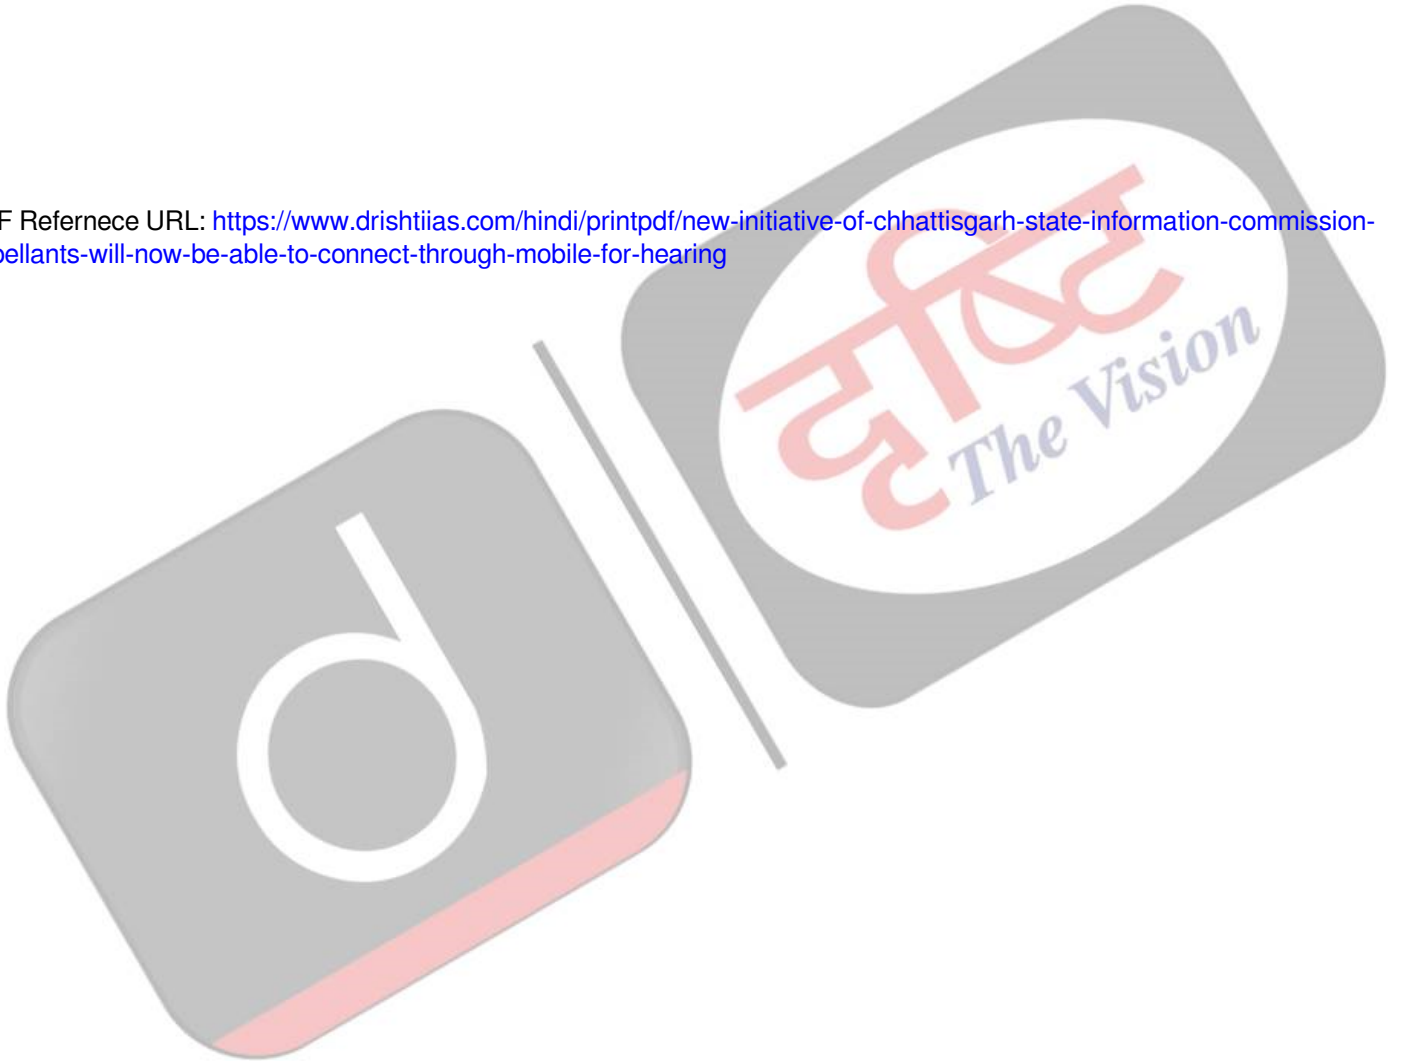 F Refernece URL: https://www.drishtiias.com/hindi/printpdf/new-initiative-of-chhattisgarh-state-information-commission-
pellants-will-now-be-able-to-connect-through-mobile-for-hearing
दृष्टि
The Vision
d